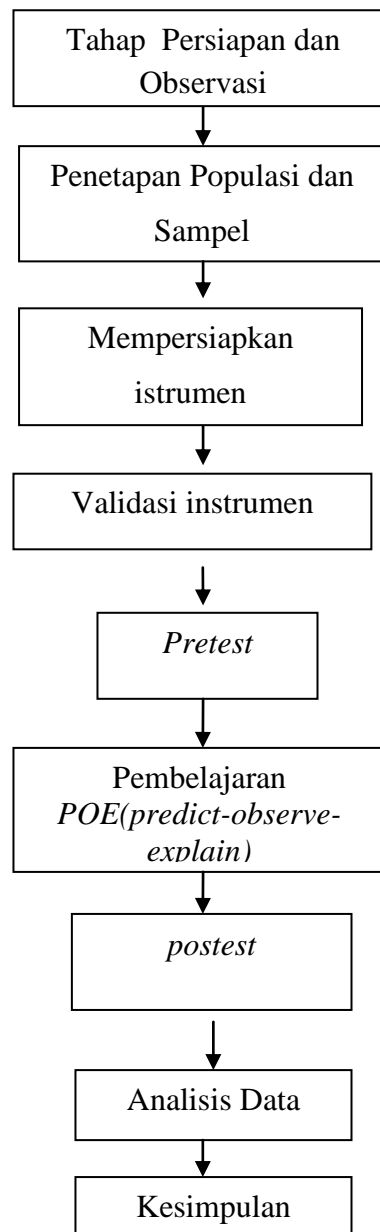 Tahap Persiapan dan
Observasi
Penetapan Populasi dan
Sampel
Mempersiapkan
istrumen
Validasi instrumen
Pretest
Pembelajaran
POE(predict-observe-
explain)
postest
Analisis Data
Kesimpulan